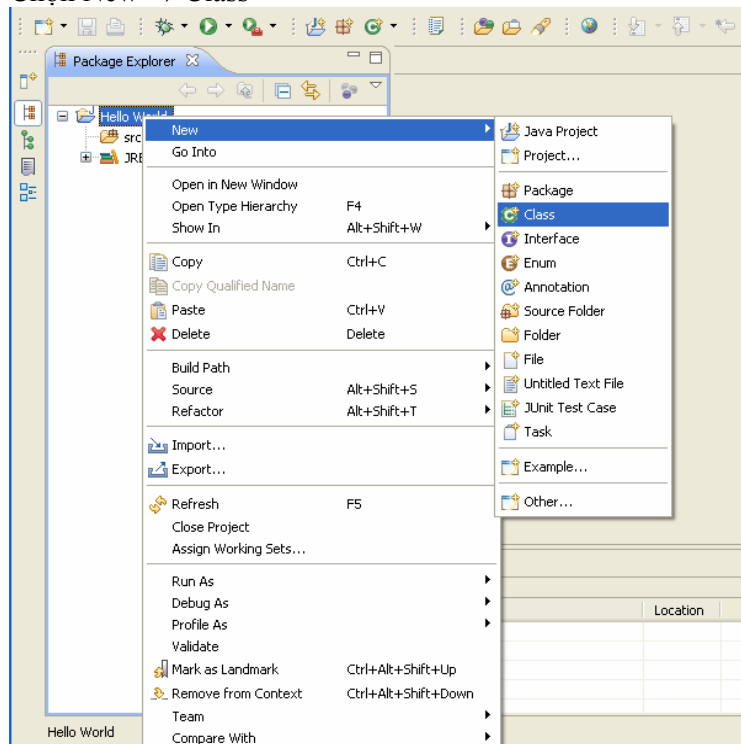 Chọn New -> Class
Package Explorer
Hello World
src
JRE
New
Go Into
Open in New Window
Open Type Hierarchy F4
Show In Alt+Shift+W
Copy Ctrl+C
Copy Qualified Name
Paste Ctrl+V
Delete Delete
Build Path
Source Alt+Shift+S
Refactor Alt+Shift+T
Import...
Export...
Refresh F5
Close Project
Assign Working Sets...
Run As
Debug As
Profile As
Validate
Mark as Landmark Ctrl+Alt+Shift+Up
Remove from Context Ctrl+Alt+Shift+Down
Team
Compare With
Java Project
Project...
Package
Class
Interface
Enum
Annotation
Source Folder
Folder
File
Untitled Text File
JUnit Test Case
Task
Example...
Other...
Location
Hello World